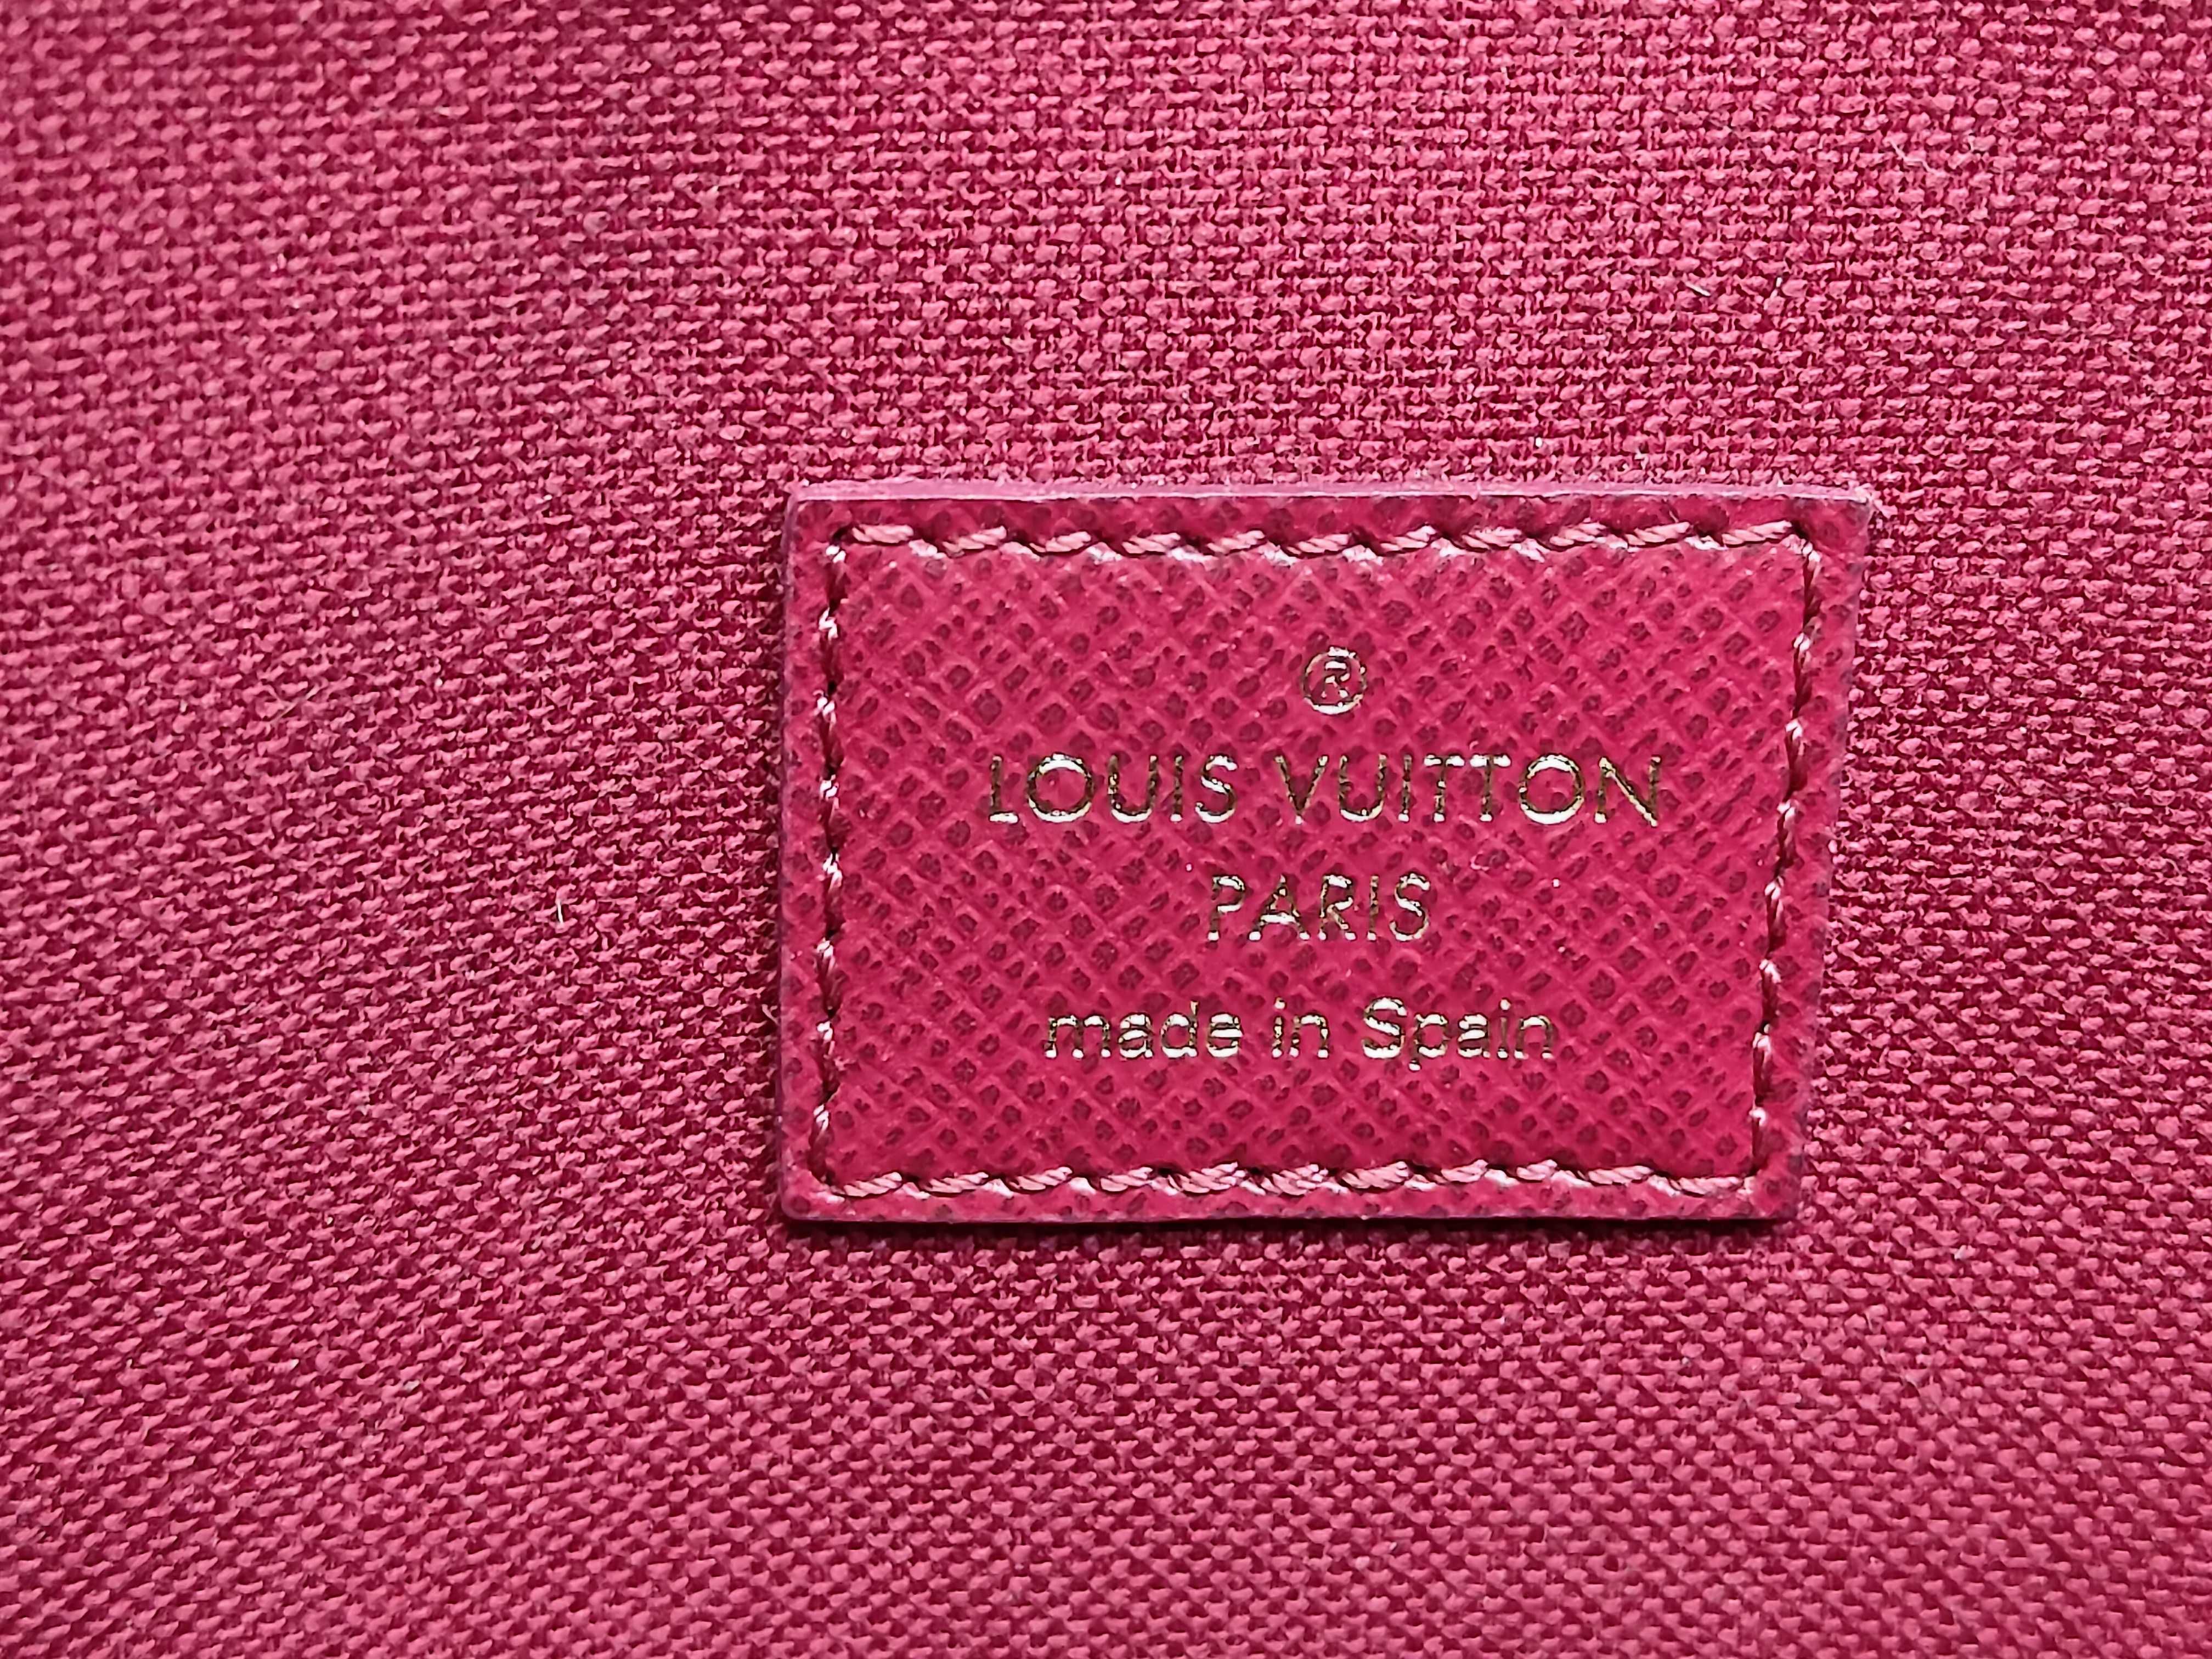 ®
LOUIS VUITTON
PARIS
made in Spain